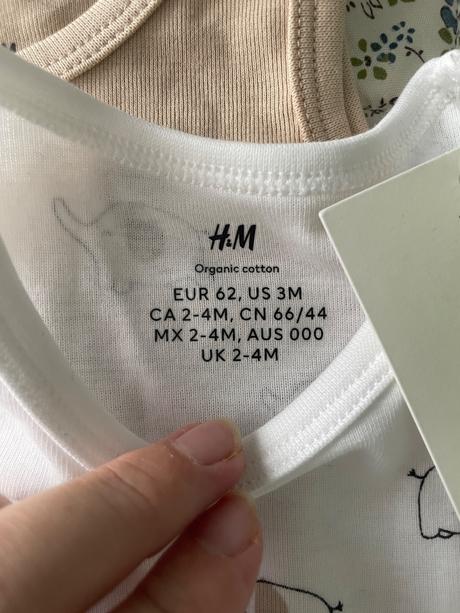 H&M
Organic cotton
EUR 62, US 3M
CA 2-4M, CN 66/44
MX 2-4M, AUS 000
UK 2-4M